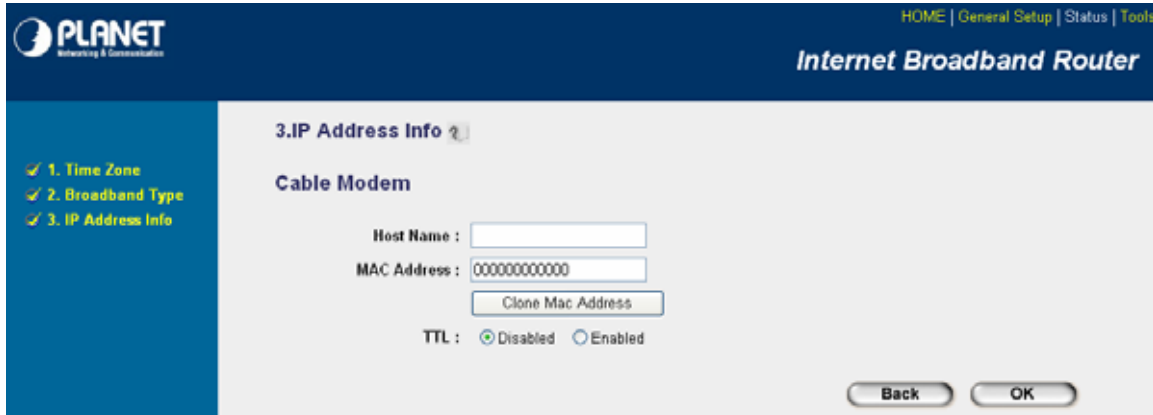 PLANET
Networking & Communication
HOME | General Setup | Status | Tools
Internet Broadband Router
1. Time Zone
2. Broadband Type
3. IP Address Info
3.IP Address Info
Cable Modem
Host Name :
MAC Address : 000000000000
Clone Mac Address
TTL : Disabled Enabled
Back OK